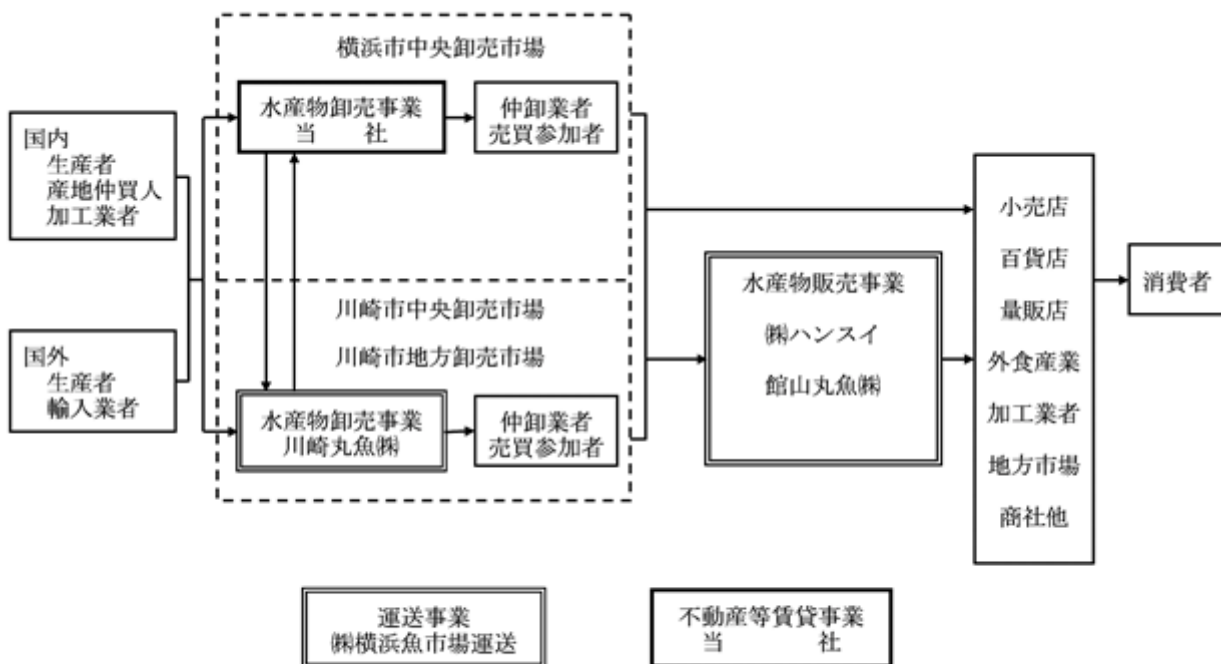 横浜市中央卸売市場
国内
生産者
産地仲買人
加工業者
国外
生産者
輸入業者
水産物卸売事業
当 社
仲卸業者
売買参加者
川崎市中央卸売市場
川崎市地方卸売市場
水産物卸売事業
川崎丸魚㈱
仲卸業者
売買参加者
水産物販売事業
㈱ハンスイ
館山丸魚㈱
小売店
百貨店
量販店
外食産業
加工業者
地方市場
商社他
消費者
運送事業
㈱横浜魚市場運送
不動産等賃貸事業
当 社